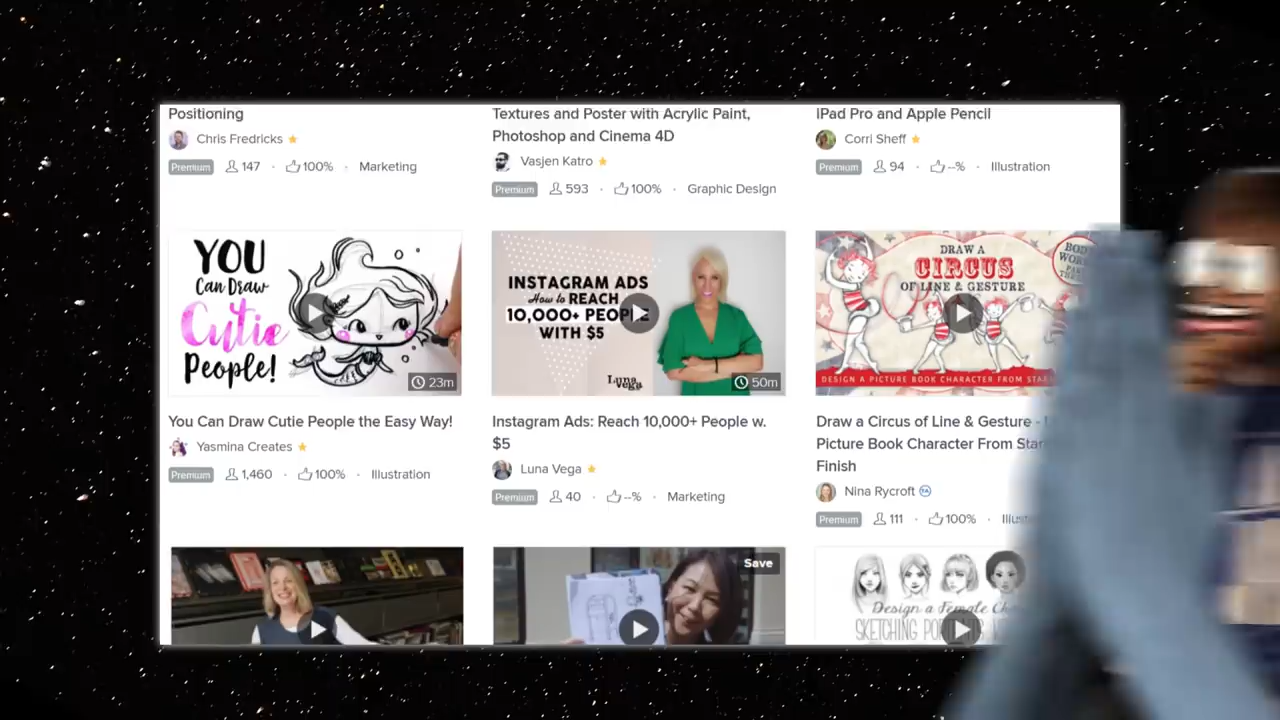 Positioning
Chris Fredricks
Premium 147 · 100% · Marketing
Textures and Poster with Acrylic Paint,
Photoshop and Cinema 4D
Vasjen Katro
Premium 593 · 100% · Graphic Design
IPad Pro and Apple Pencil
Corri Sheff
Premium 94 · --% · Illustration
YOU
Can Draw
Cutie
People!
23m
You Can Draw Cutie People the Easy Way!
Yasmina Creates
Premium 1,460 · 100% · Illustration
INSTAGRAM ADS
How to REACH
10,000+ PEOPLE
WITH $5
Luna
Vega
50m
Instagram Ads: Reach 10,000+ People w.
$5
Luna Vega
Premium 40 · --% · Marketing
DRAW A
CIRCUS
OF LINE & GESTURE
DESIGN A PICTURE BOOK CHARACTER FROM
Draw a Circus of Line & Gesture -
Picture Book Character From
Finish
Nina Rycroft TA
Premium 111 · 100% ·
Save
Design a Female
SKETCHING